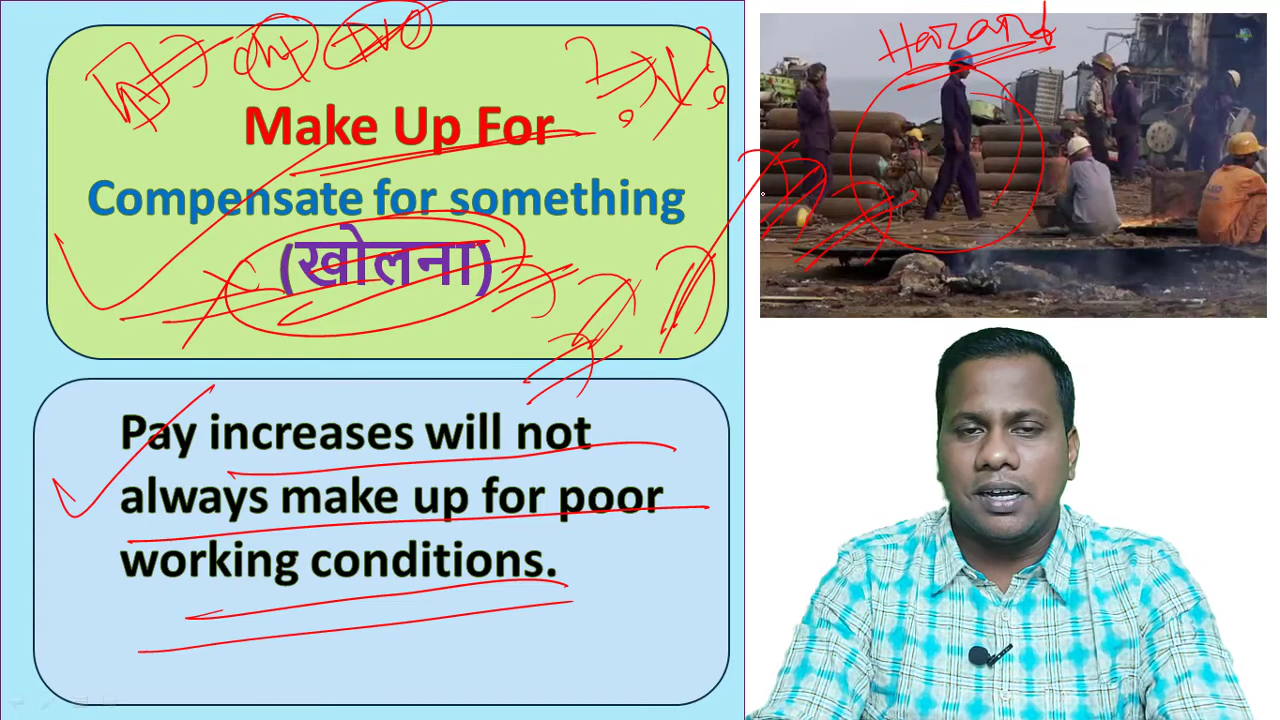 Hazard
Make Up For
Compensate for something
(खोलना)
Pay increases will not
always make up for poor
working conditions.